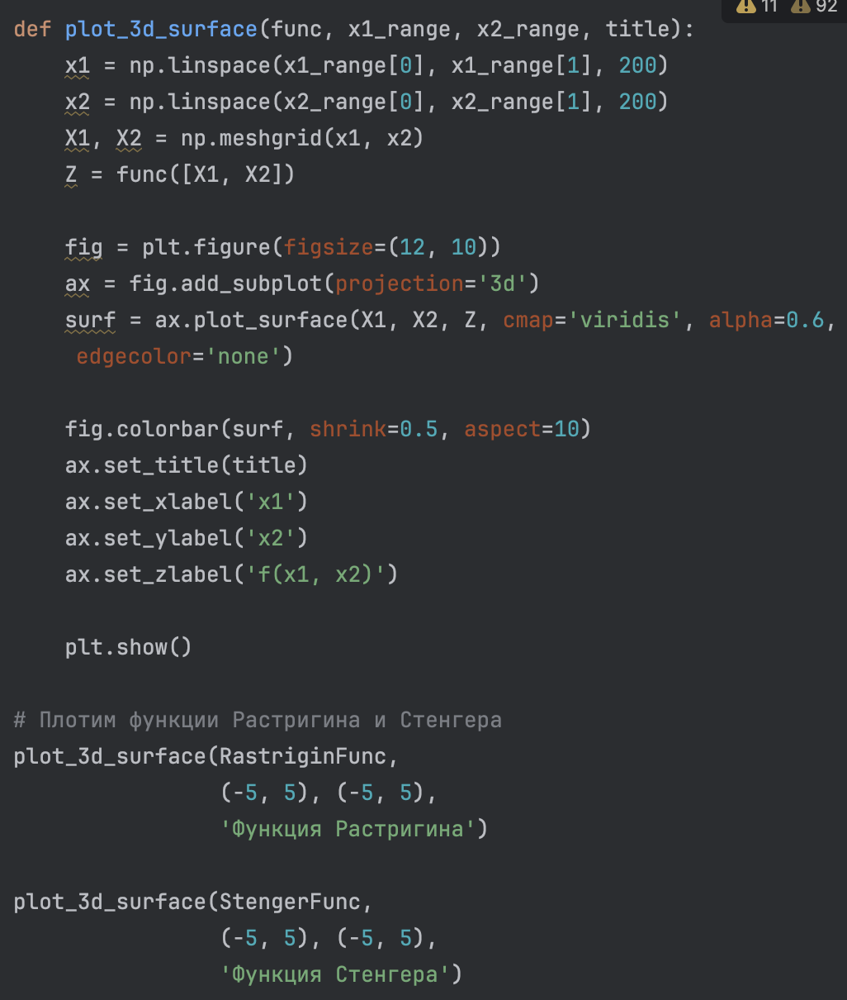 11 92
def plot_3d_surface(func, x1_range, x2_range, title):
    x1 = np.linspace(x1_range[0], x1_range[1], 200)
    x2 = np.linspace(x2_range[0], x2_range[1], 200)
    X1, X2 = np.meshgrid(x1, x2)
    Z = func([X1, X2])

    fig = plt.figure(figsize=(12, 10))
    ax = fig.add_subplot(projection='3d')
    surf = ax.plot_surface(X1, X2, Z, cmap='viridis', alpha=0.6,
     edgecolor='none')

    fig.colorbar(surf, shrink=0.5, aspect=10)
    ax.set_title(title)
    ax.set_xlabel('x1')
    ax.set_ylabel('x2')
    ax.set_zlabel('f(x1, x2)')

    plt.show()

# Плотим функции Растригина и Стенгера
plot_3d_surface(RastriginFunc,
                (-5, 5), (-5, 5),
                'Функция Растригина')

plot_3d_surface(StengerFunc,
                (-5, 5), (-5, 5),
                'Функция Стенгера')